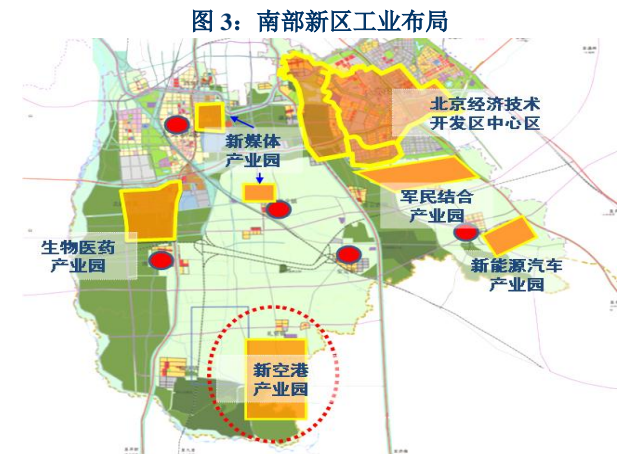 图 3：南部新区工业布局
北京经济技术
开发区中心区
新媒体
产业园
军民结合
产业园
生物医药
产业园
新能源汽车
产业园
新空港
产业园